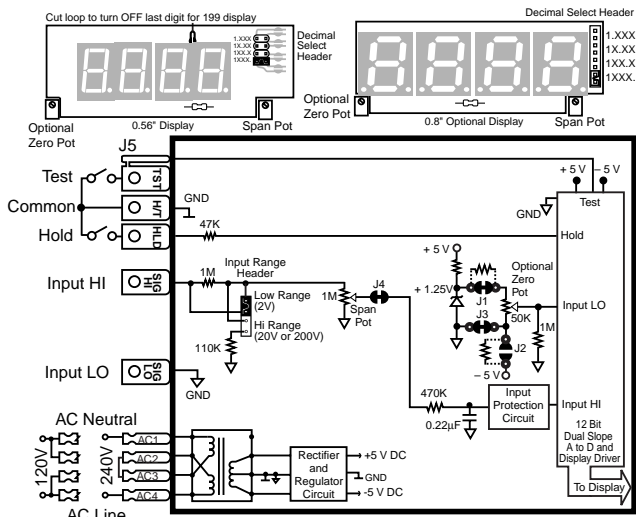 Cut loop to turn OFF last digit for 199 display
Decimal
Select
Header
1.XXX
1X.XX
1XX.X
1XXX.
Optional
Zero Pot
0.56" Display
Span Pot
Decimal Select Header
1.XXX
1X.XX
1XX.X
1XXX.
Optional
Zero Pot
0.8" Optional Display
Span Pot
J5
Test
TST
Common
H/T
GND
Hold
HLD
47K
Input HI
SIG
HI
1M
Input Range
Header
Low Range
(2V)
Hi Range
(20V or 200V)
110K
1M
Span
Pot
J4
+ 5 V
+ 1.25V
J1
J3
Optional
Zero
Pot
50K
J2
1M
– 5 V
+ 5 V
– 5 V
GND
Test
Hold
Input LO
Input HI
12 Bit
Dual Slope
A to D and
Display Driver
To Display
Input LO
SIG
LO
GND
470K
0.22µF
Input
Protection
Circuit
AC Neutral
120V
240V
AC1
AC2
AC3
AC4
AC Line
Rectifier
and
Regulator
Circuit
+5 V DC
GND
-5 V DC